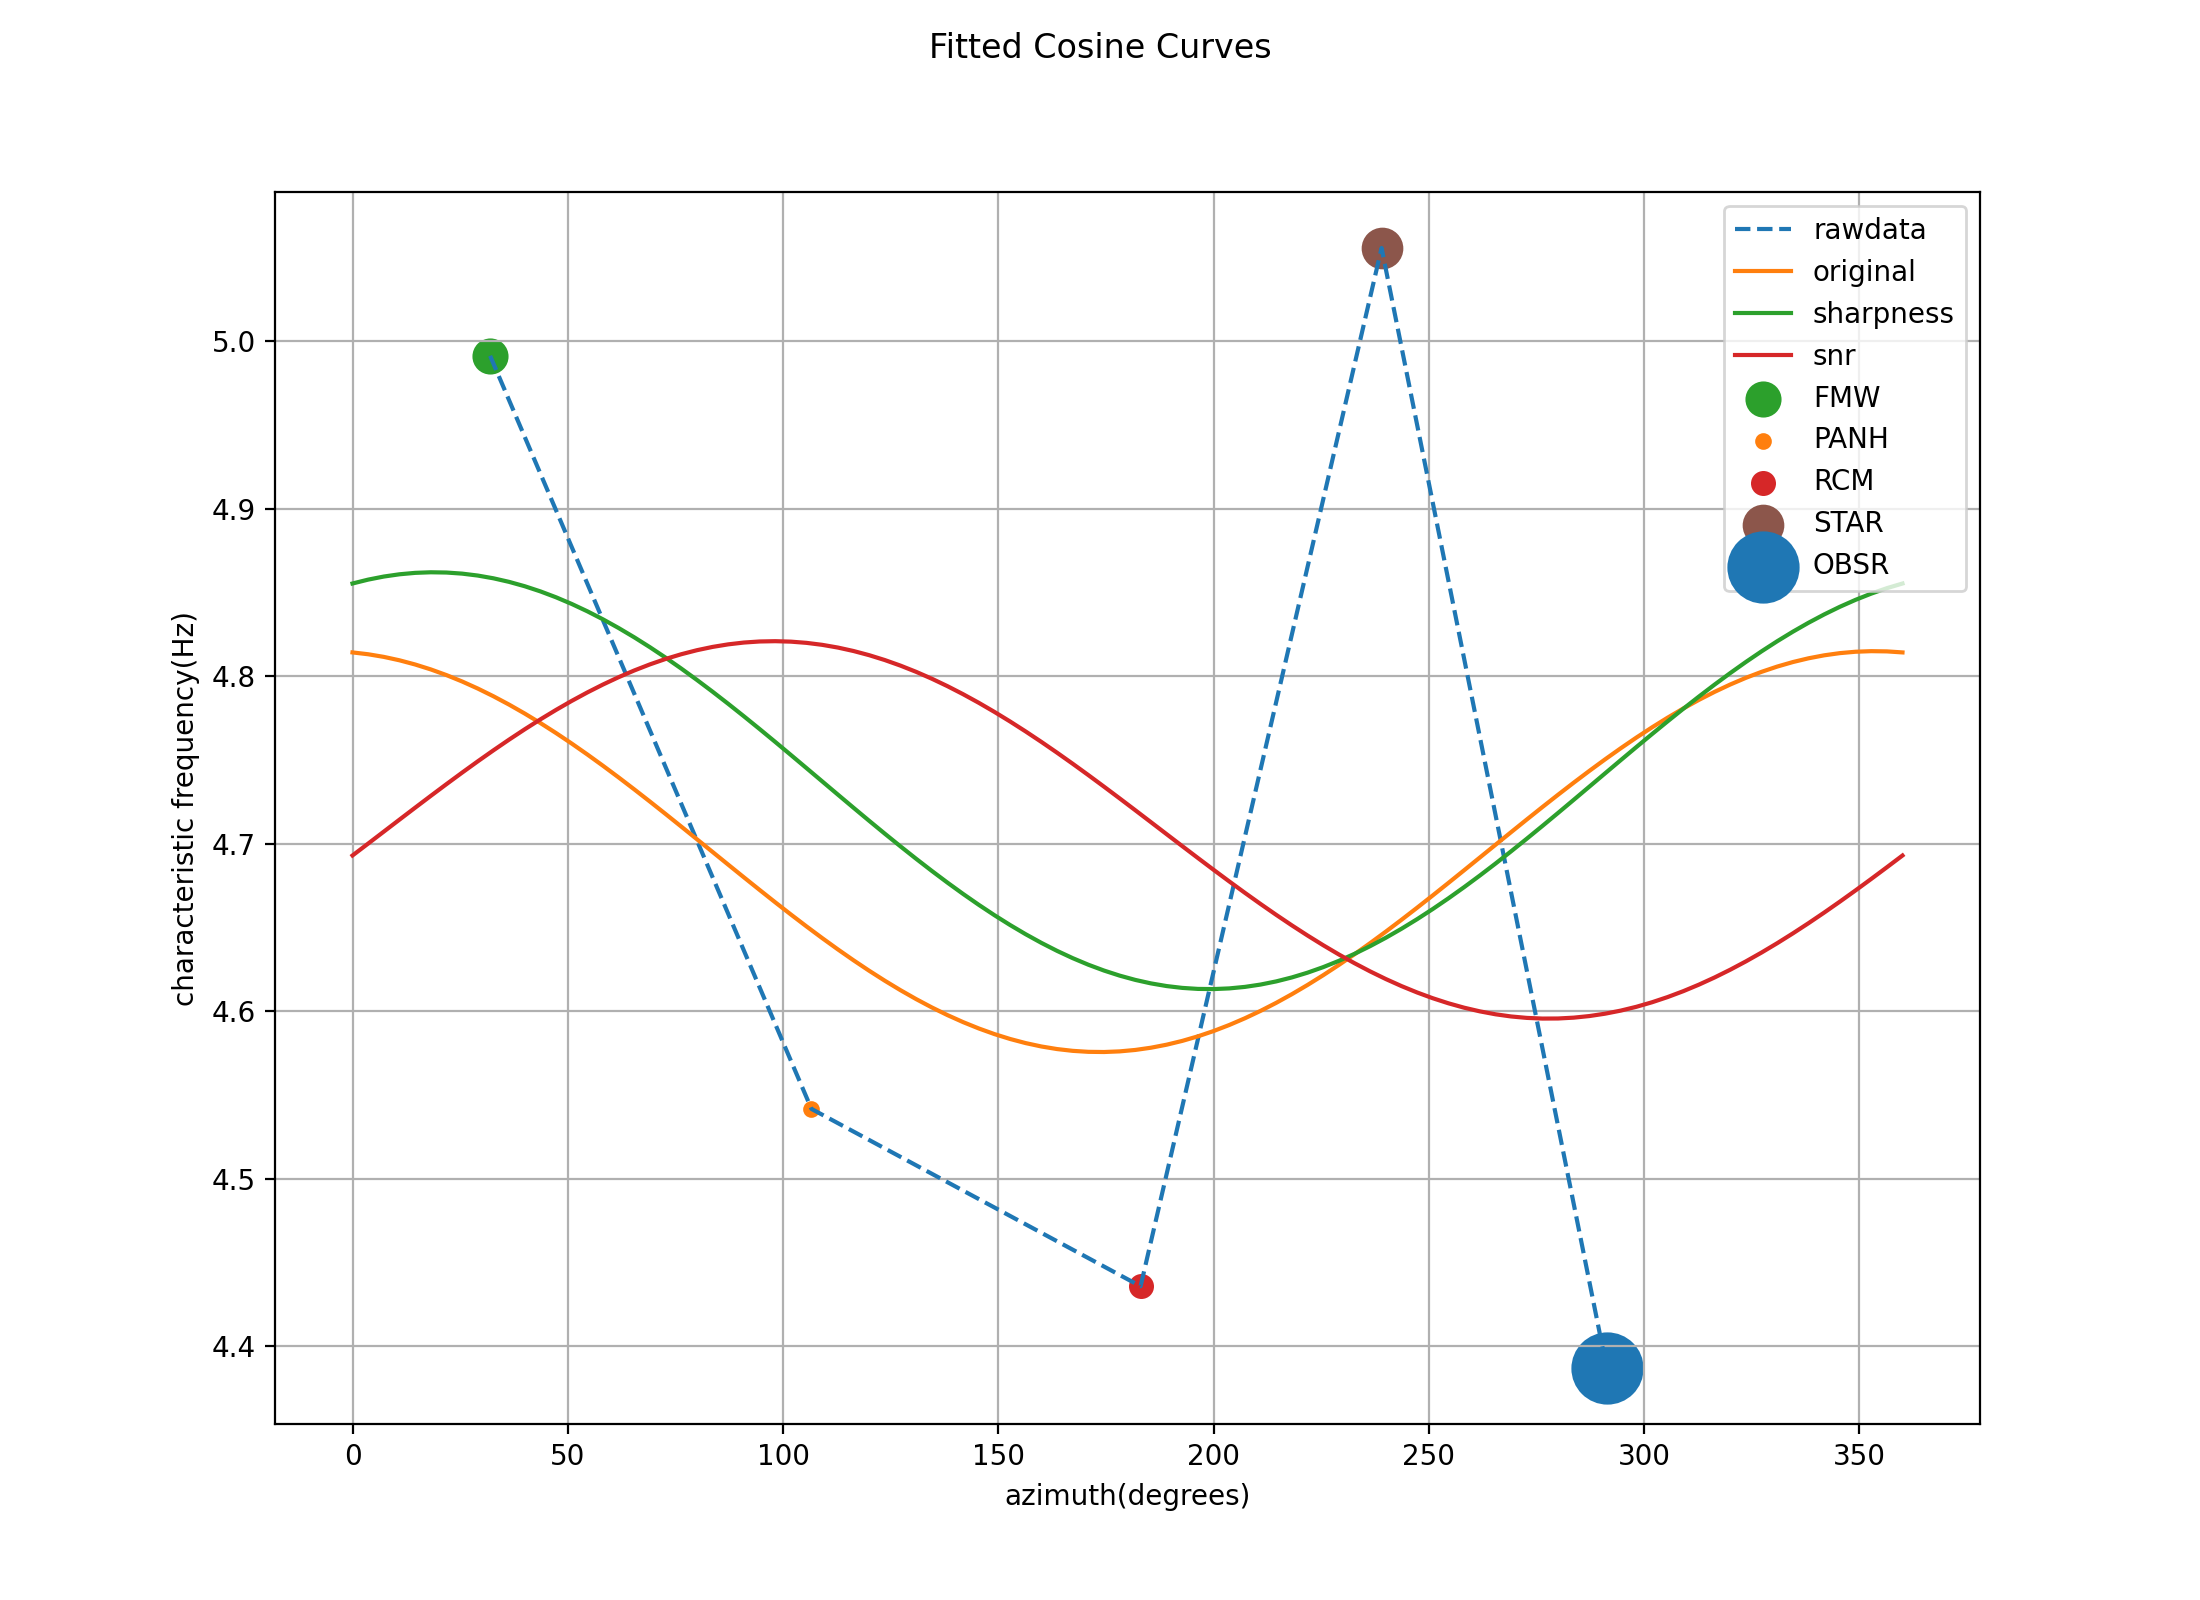 Fitted Cosine Curves
rawdata
original
sharpness
snr
FMW
PANH
RCM
STAR
OBSR
characteristic frequency(Hz)
5.0
4.9
4.8
4.7
4.6
4.5
4.4
0 50 100 150 200 250 300 350
azimuth(degrees)